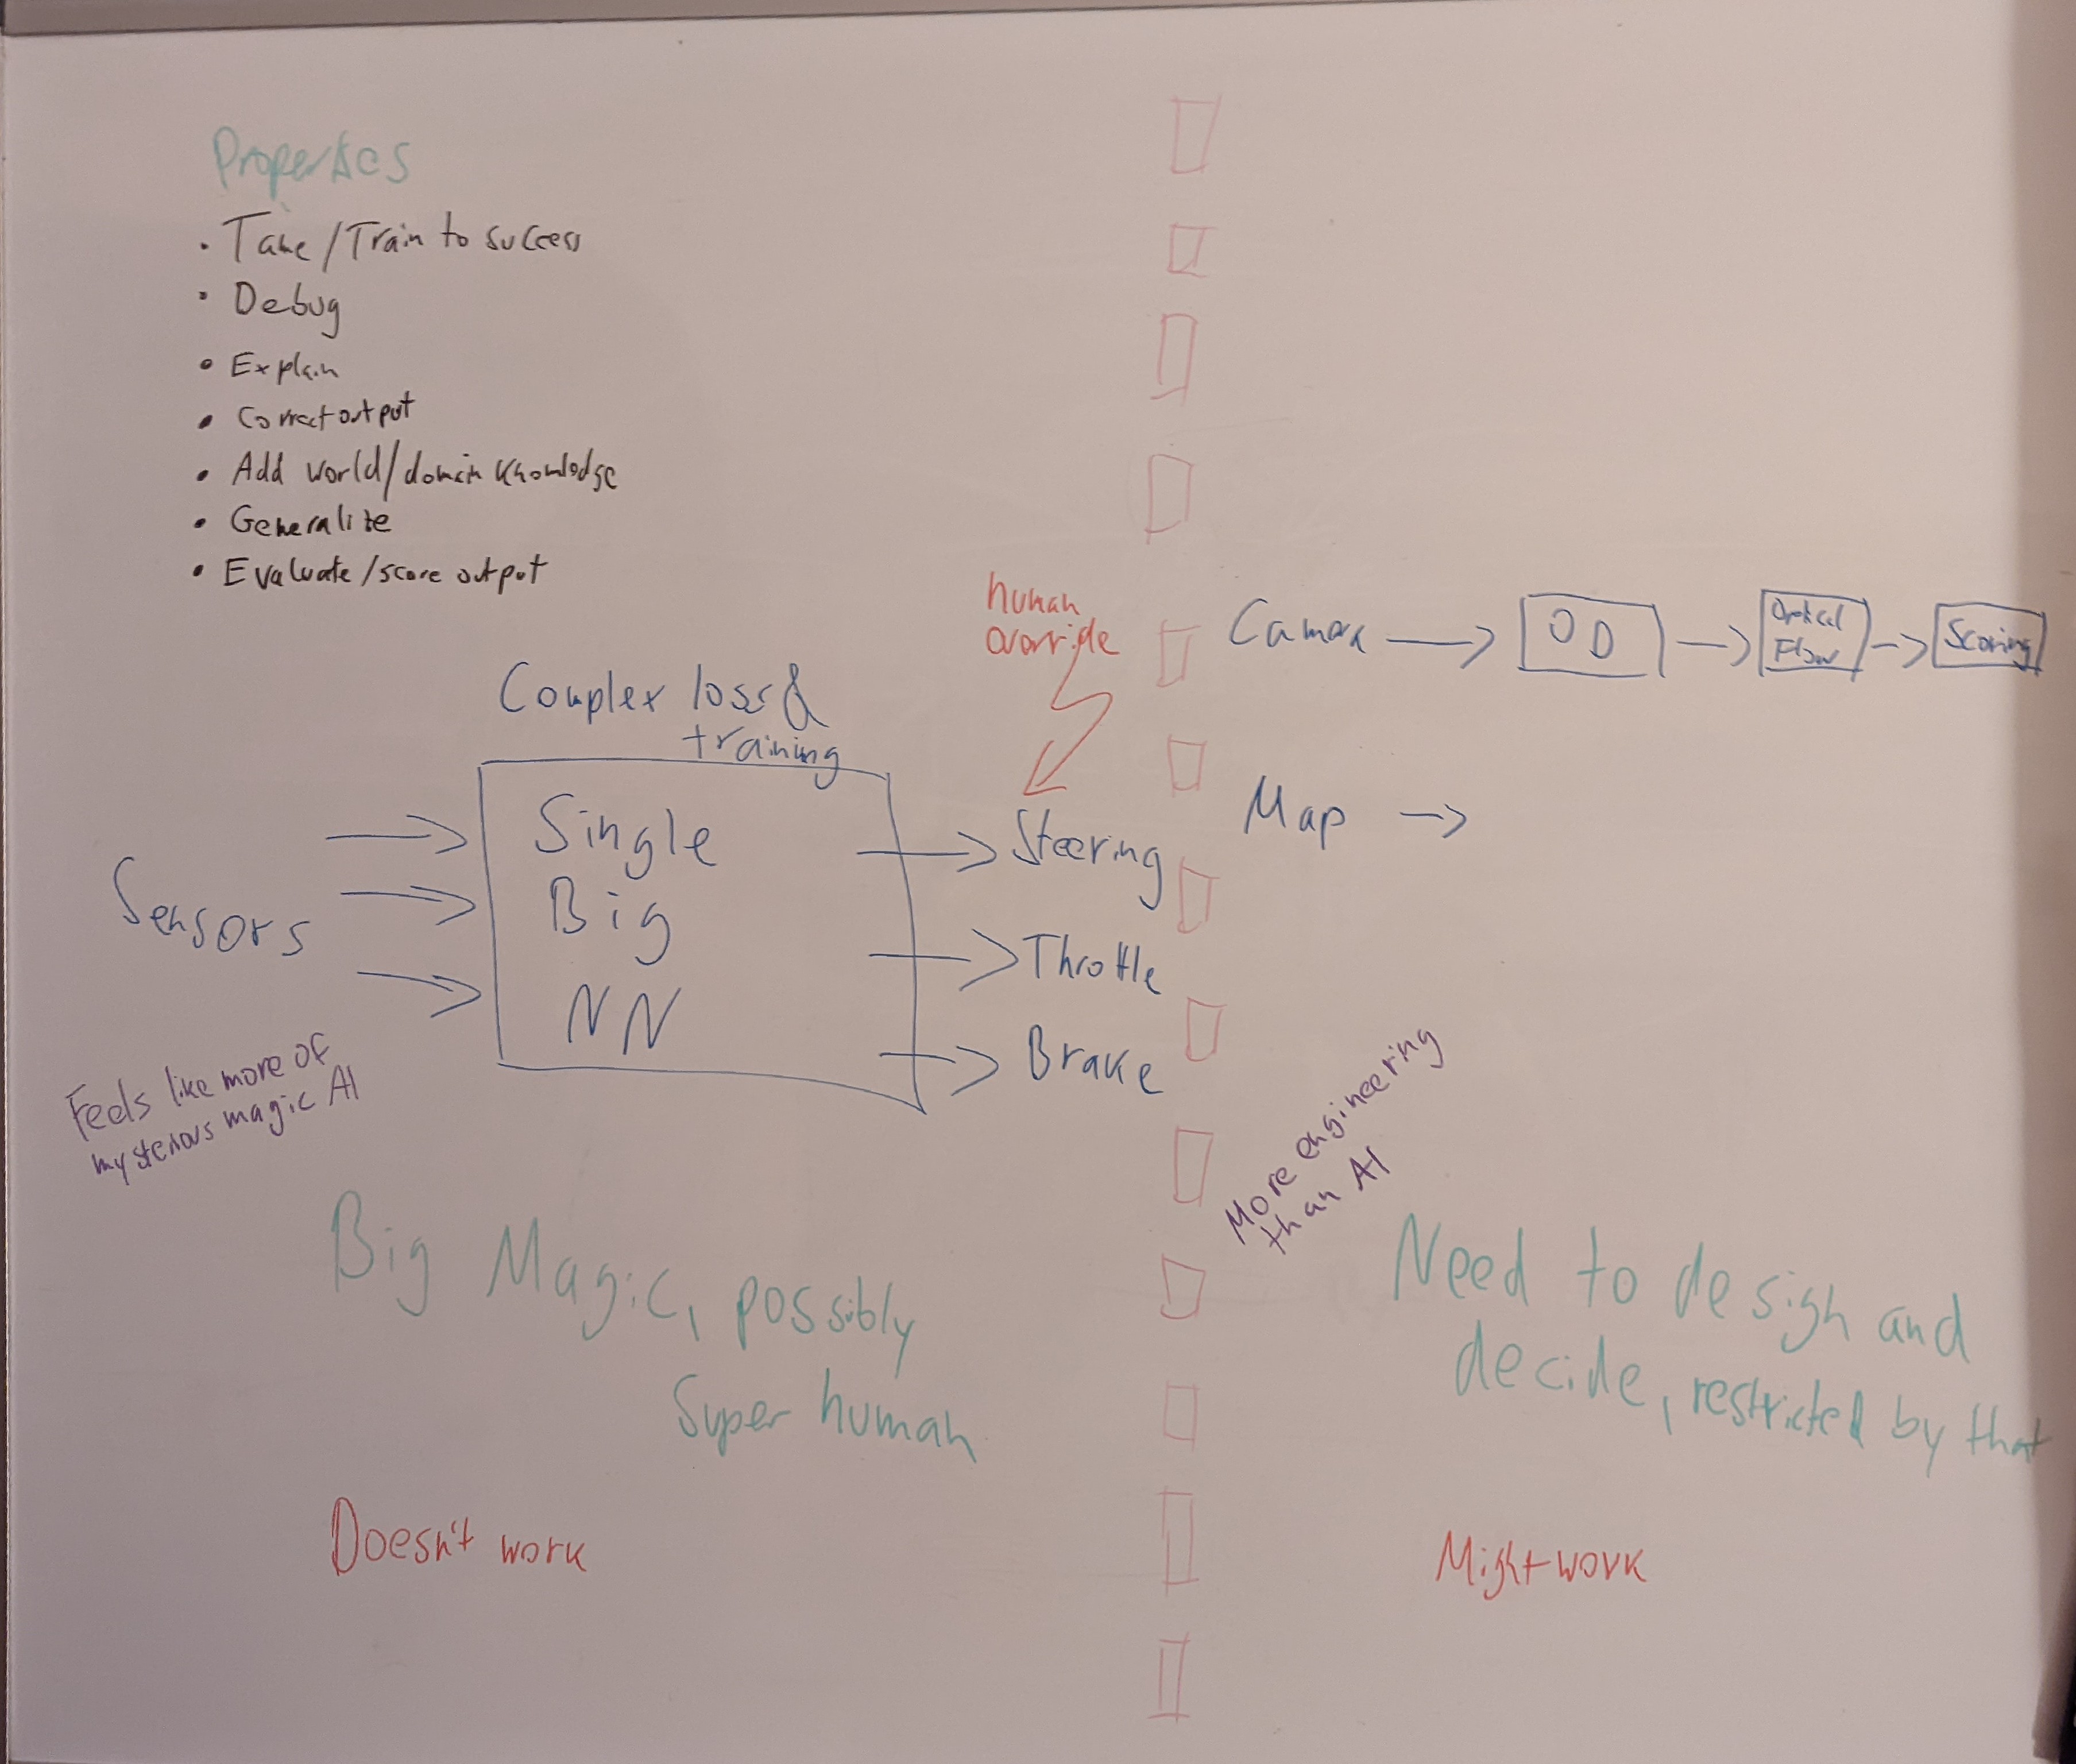 Properties
• Tame/Train to success
• Debug
• Explain
• Correct output
• Add world/domain knowledge
• Generalize
• Evaluate/score output
human
override
Complex loss &
training
Sensors
Single
Big
NN
Steering
Throttle
Brake
Feels like more of
mysterious magic AI
Big Magic, possibly
Super human
Doesn't work
Camera
OD
Optical
Flow
Scoring
Map
More engineering
than AI
Need to design and
decide, restricted by that
Might work